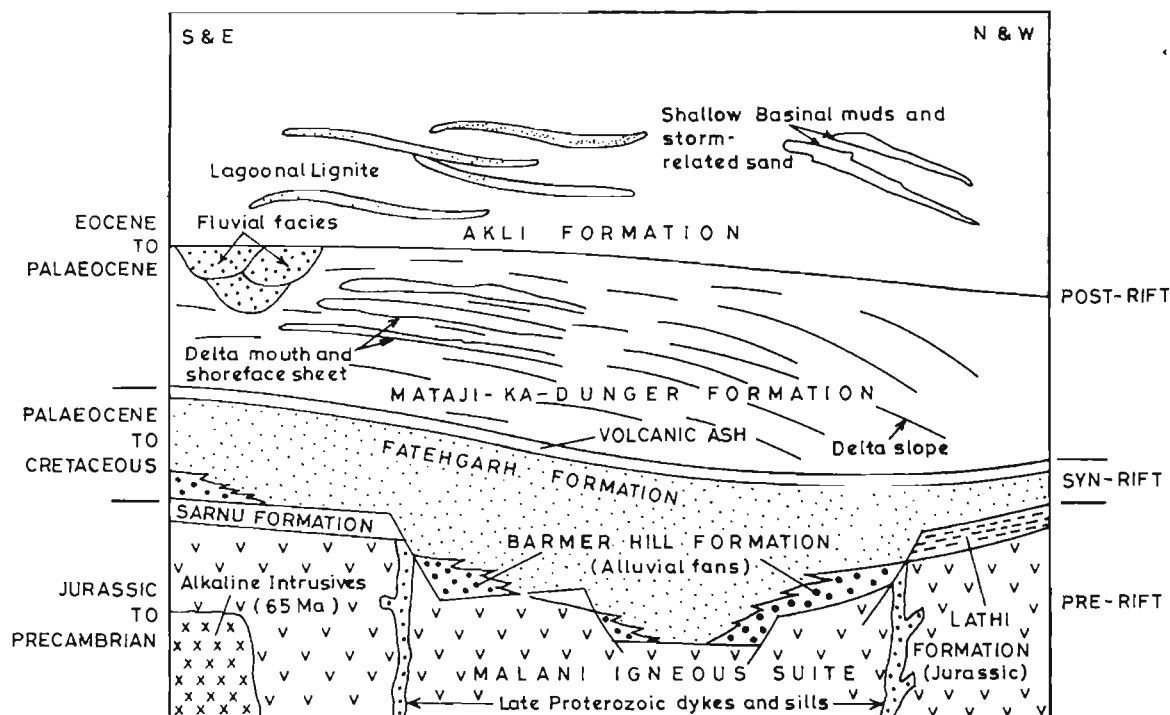 S & E
N & W
Shallow Basinal muds and
storm-
related sand
Lagoonal Lignite
Fluvial facies
EOCENE
TO
PALAEOCENE
AKLI FORMATION
POST-RIFT
Delta mouth and
shoreface sheet
MATAJI-KA-DUNGER FORMATION
PALAEOCENE
TO
CRETACEOUS
VOLCANIC ASH
Delta slope
FATEHGARH FORMATION
SYN-RIFT
SARNU FORMATION
BARMER HILL FORMATION
(Alluvial fans)
Alkaline Intrusives
(65 Ma)
JURASSIC
TO
PRECAMBRIAN
PRE-RIFT
LATHI
FORMATION
(Jurassic)
MALANI IGNEOUS SUITE
Late Proterozoic dykes and sills